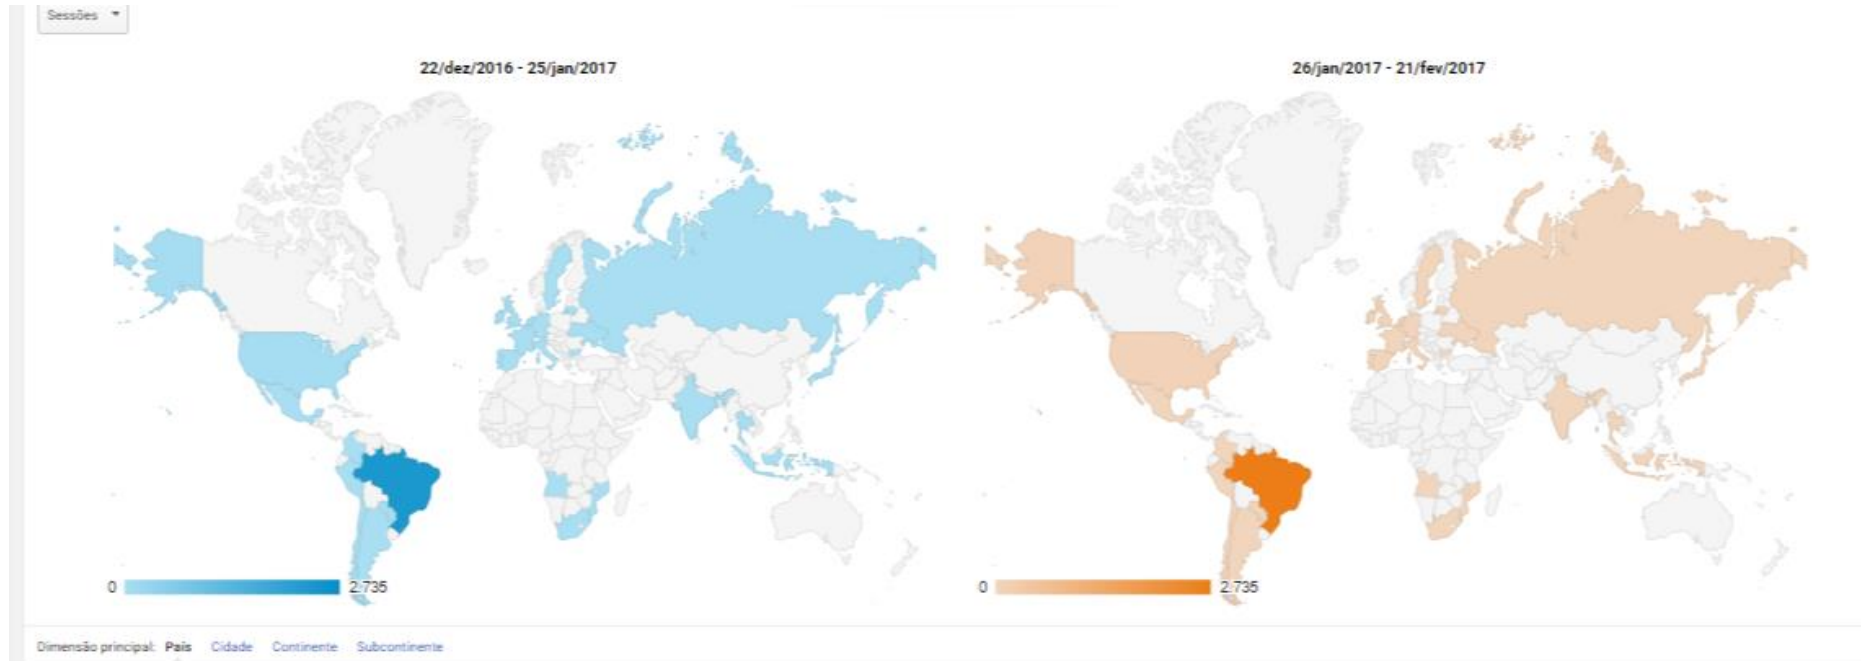 Sessões
22/dez/2016 - 25/jan/2017
26/jan/2017 - 21/fev/2017
0 2.735
0 2.735
Dimensão principal: País Cidade Continente Subcontinente